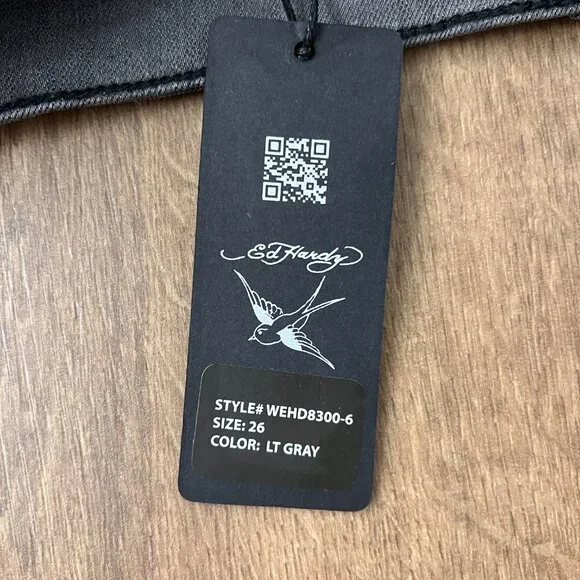 Ed Hardy
STYLE# WEHD8300-6
SIZE: 26
COLOR: LT GRAY